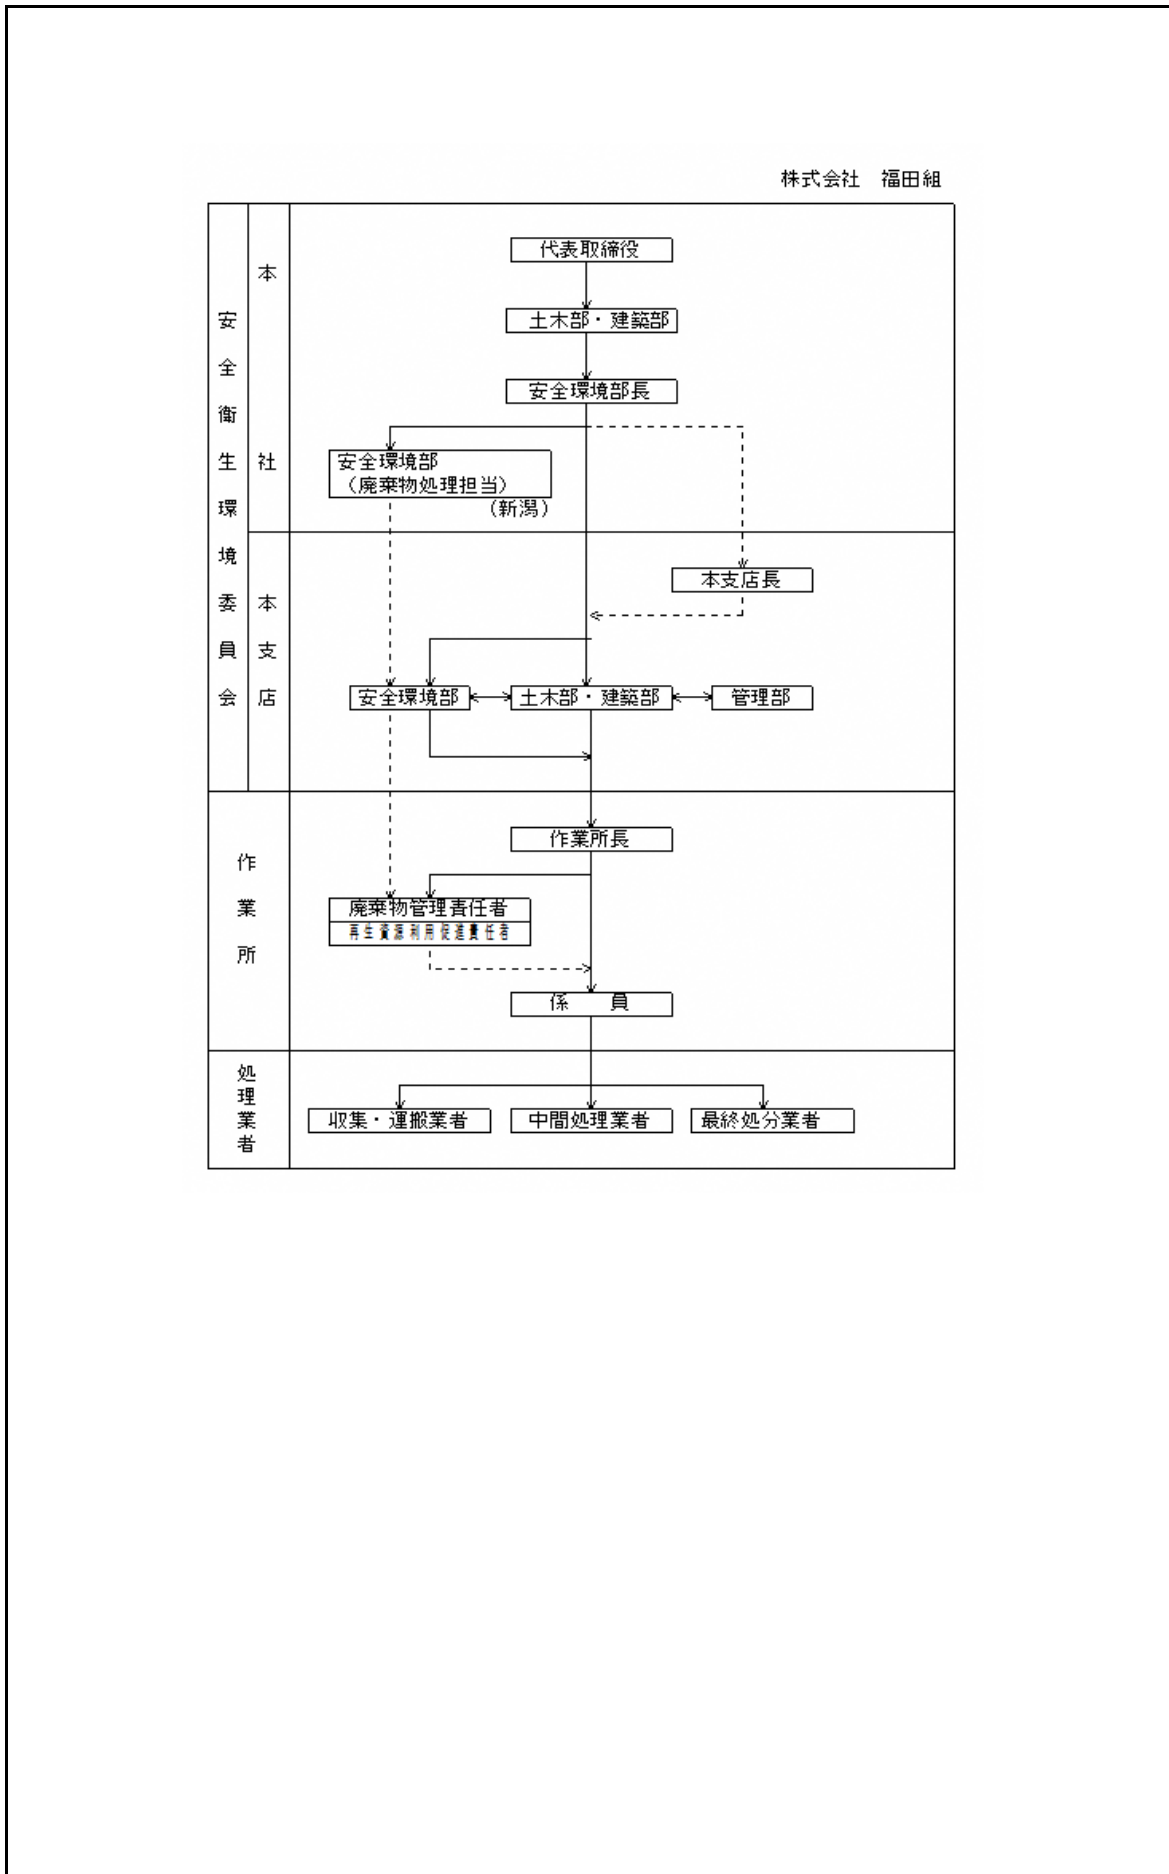 株式会社　福田組
安全衛生環境委員会
本社
代表取締役
土木部・建築部
安全環境部長
安全環境部
（廃棄物処理担当）
（新潟）
本支店
本支店長
安全環境部
土木部・建築部
管理部
作業所
作業所長
廃棄物管理責任者
再生資源利用促進責任者
係　員
処理業者
収集・運搬業者
中間処理業者
最終処分業者